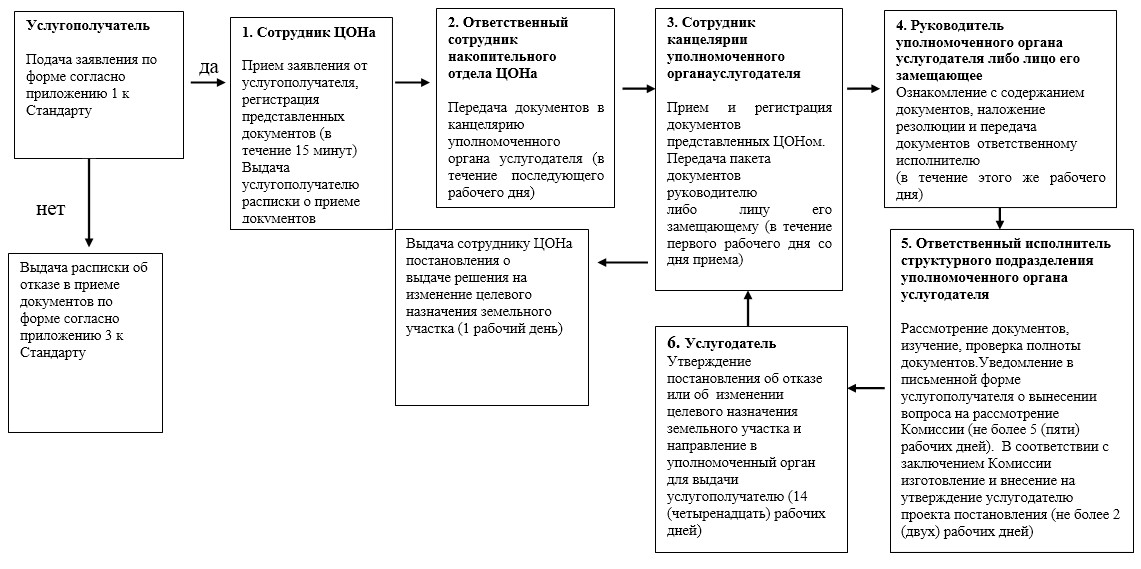 Услугополучатель
Подача заявления по
форме согласно
приложению 1 к
Стандарту
да
нет
Выдача расписки об
отказе в приеме
документов по
форме согласно
приложению 3 к
Стандарту
1. Сотрудник ЦОНа
Прием заявления от
услугополучателя,
регистрация
представленных
документов (в
течение 15 минут)
Выдача
услугополучателю
расписки о приеме
документов
2. Ответственный
сотрудник
накопительного
отдела ЦОНа
Передача документов в
канцелярию
уполномоченного
органа услугодателя (в
течение последующего
рабочего дня)
3. Сотрудник
канцелярии
уполномоченного
органауслугодателя
Прием и регистрация
документов
представленных ЦОНом.
Передача пакета
документов
руководителю
либо лицу его
замещающему (в течение
первого рабочего дня со
дня приема)
4. Руководитель
уполномоченного органа
услугодателя либо лицо его
замещающее
Ознакомление с содержанием
документов, наложение
резолюции и передача
документов ответственному
исполнителю
(в течение этого же рабочего
дня)
5. Ответственный исполнитель
структурного подразделения
уполномоченного органа
услугодателя
Рассмотрение документов,
изучение, проверка полноты
документов.Уведомление в
письменной форме
услугополучателя о вынесении
вопроса на рассмотрение
Комиссии (не более 5 (пяти)
рабочих дней). В соответствии с
заключением Комиссии
изготовление и внесение на
утверждение услугодателю
проекта постановления (не более 2
(двух) рабочих дней)
6. Услугодатель
Утверждение
постановления об отказе
или об изменении
целевого назначения
земельного участка и
направление в
уполномоченный орган
для выдачи
услугополучателю (14
(четыренадцать) рабочих
дней)
Выдача сотруднику ЦОНа
постановления о
выдаче решения на
изменение целевого
назначения земельного
участка (1 рабочий день)